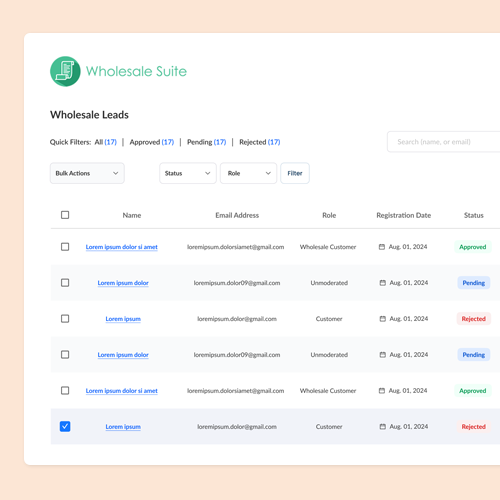 Wholesale Suite
Wholesale Leads
Quick Filters: All (17) | Approved (17) | Pending (17) | Rejected (17)
Search (name, or email)
Bulk Actions Status Role Filter
Name Email Address Role Registration Date Status
Lorem ipsum dolor si amet loremipsum.dolorsiamet@gmail.com Wholesale Customer Aug. 01, 2024 Approved
Lorem ipsum dolor loremipsum.dolor09@gmail.com Unmoderated Aug. 01, 2024 Pending
Lorem ipsum loremipsum.dolor@gmail.com Customer Aug. 01, 2024 Rejected
Lorem ipsum dolor loremipsum.dolor09@gmail.com Unmoderated Aug. 01, 2024 Pending
Lorem ipsum dolor si amet loremipsum.dolorsiamet@gmail.com Wholesale Customer Aug. 01, 2024 Approved
Lorem ipsum loremipsum.dolor@gmail.com Customer Aug. 01, 2024 Rejected